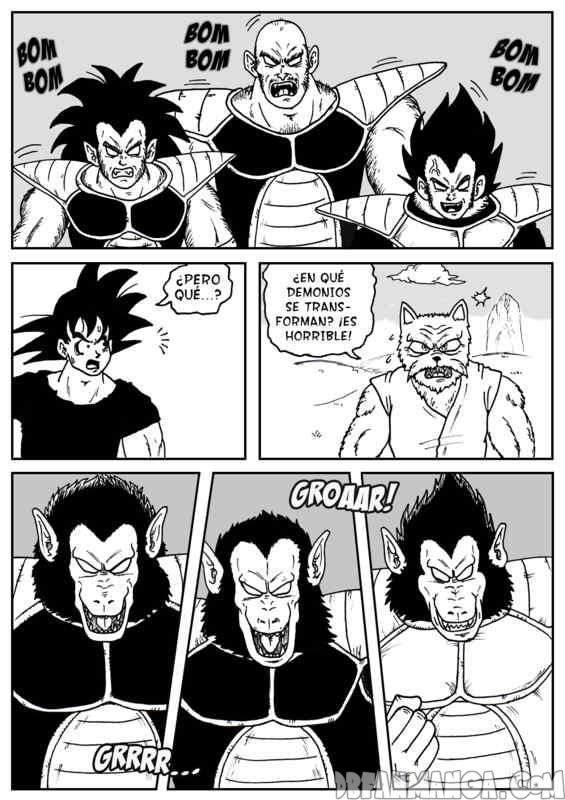 BOM
BOM
BOM
BOM
BOM
BOM
¿PERO
QUÉ...?
¿EN QUÉ
DEMONIOS
SE TRANS-
FORMAN? ¡ES
HORRIBLE!
GROAAR!
GRRRR...
DBFANMANGA.COM